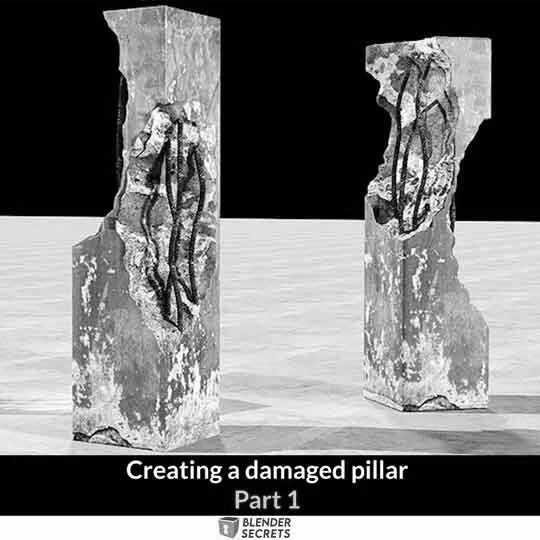 Creating a damaged pillar
Part 1
BLENDER
SECRETS